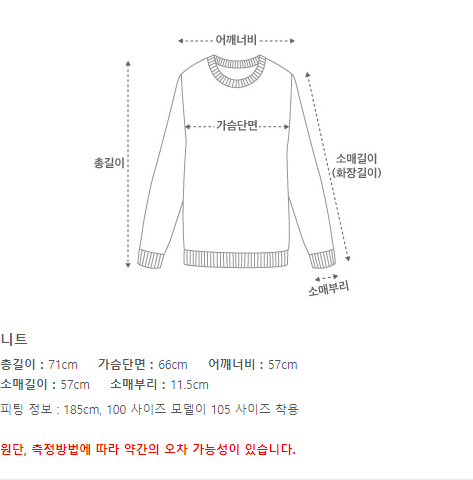 어깨너비
가슴단면
총길이
소매길이
(화장길이)
소매부리
니트
총길이 : 71cm 가슴단면 : 66cm 어깨너비 : 57cm
소매길이 : 57cm 소매부리 : 11.5cm
피팅 정보 : 185cm, 100 사이즈 모델이 105 사이즈 착용
원단, 측정방법에 따라 약간의 오차 가능성이 있습니다.